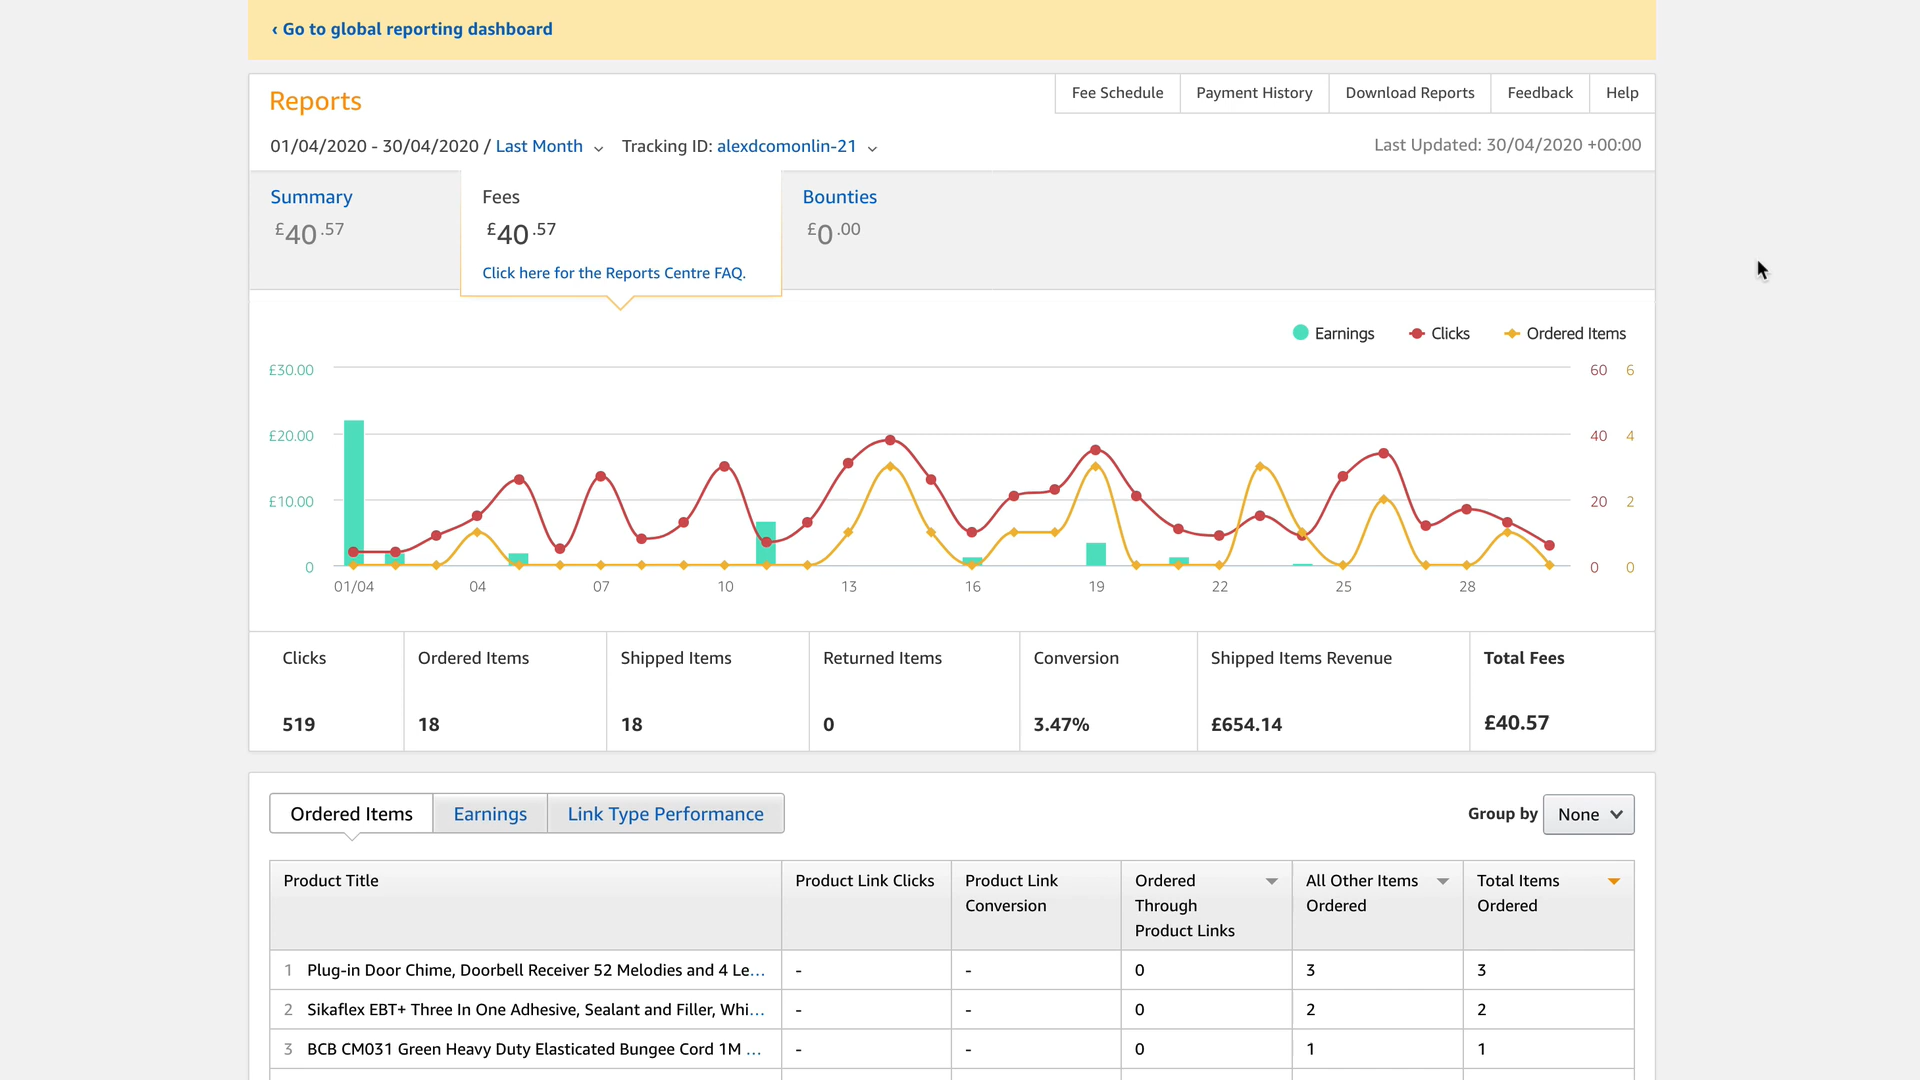 ‹ Go to global reporting dashboard
Reports
Fee Schedule
Payment History
Download Reports
Feedback
Help
01/04/2020 - 30/04/2020 / Last Month
Tracking ID: alexdcomonlin-21
Last Updated: 30/04/2020 +00:00
Summary
£40.57
Fees
£40.57
Click here for the Reports Centre FAQ.
Bounties
£0.00
Earnings
Clicks
Ordered Items
£30.00
£20.00
£10.00
0
60 6
40 4
20 2
0 0
01/04 04 07 10 13 16 19 22 25 28
Clicks
519
Ordered Items
18
Shipped Items
18
Returned Items
0
Conversion
3.47%
Shipped Items Revenue
£654.14
Total Fees
£40.57
Ordered Items
Earnings
Link Type Performance
Group by None
Product Title
Product Link Clicks
Product Link
Conversion
Ordered
Through
Product Links
All Other Items
Ordered
Total Items
Ordered
1 Plug-in Door Chime, Doorbell Receiver 52 Melodies and 4 Le... - - 0 3 3
2 Sikaflex EBT+ Three In One Adhesive, Sealant and Filler, Whi... - - 0 2 2
3 BCB CM031 Green Heavy Duty Elasticated Bungee Cord 1M ... - - 0 1 1